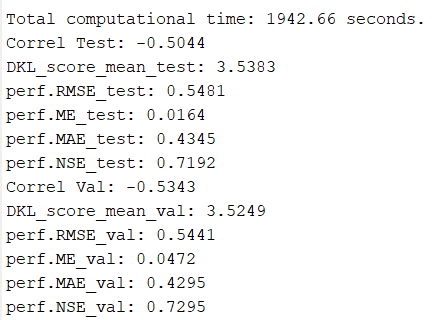 Total computational time: 1942.66 seconds.
Correl Test: -0.5044
DKL_score_mean_test: 3.5383
perf.RMSE_test: 0.5481
perf.ME_test: 0.0164
perf.MAE_test: 0.4345
perf.NSE_test: 0.7192
Correl Val: -0.5343
DKL_score_mean_val: 3.5249
perf.RMSE_val: 0.5441
perf.ME_val: 0.0472
perf.MAE_val: 0.4295
perf.NSE_val: 0.7295